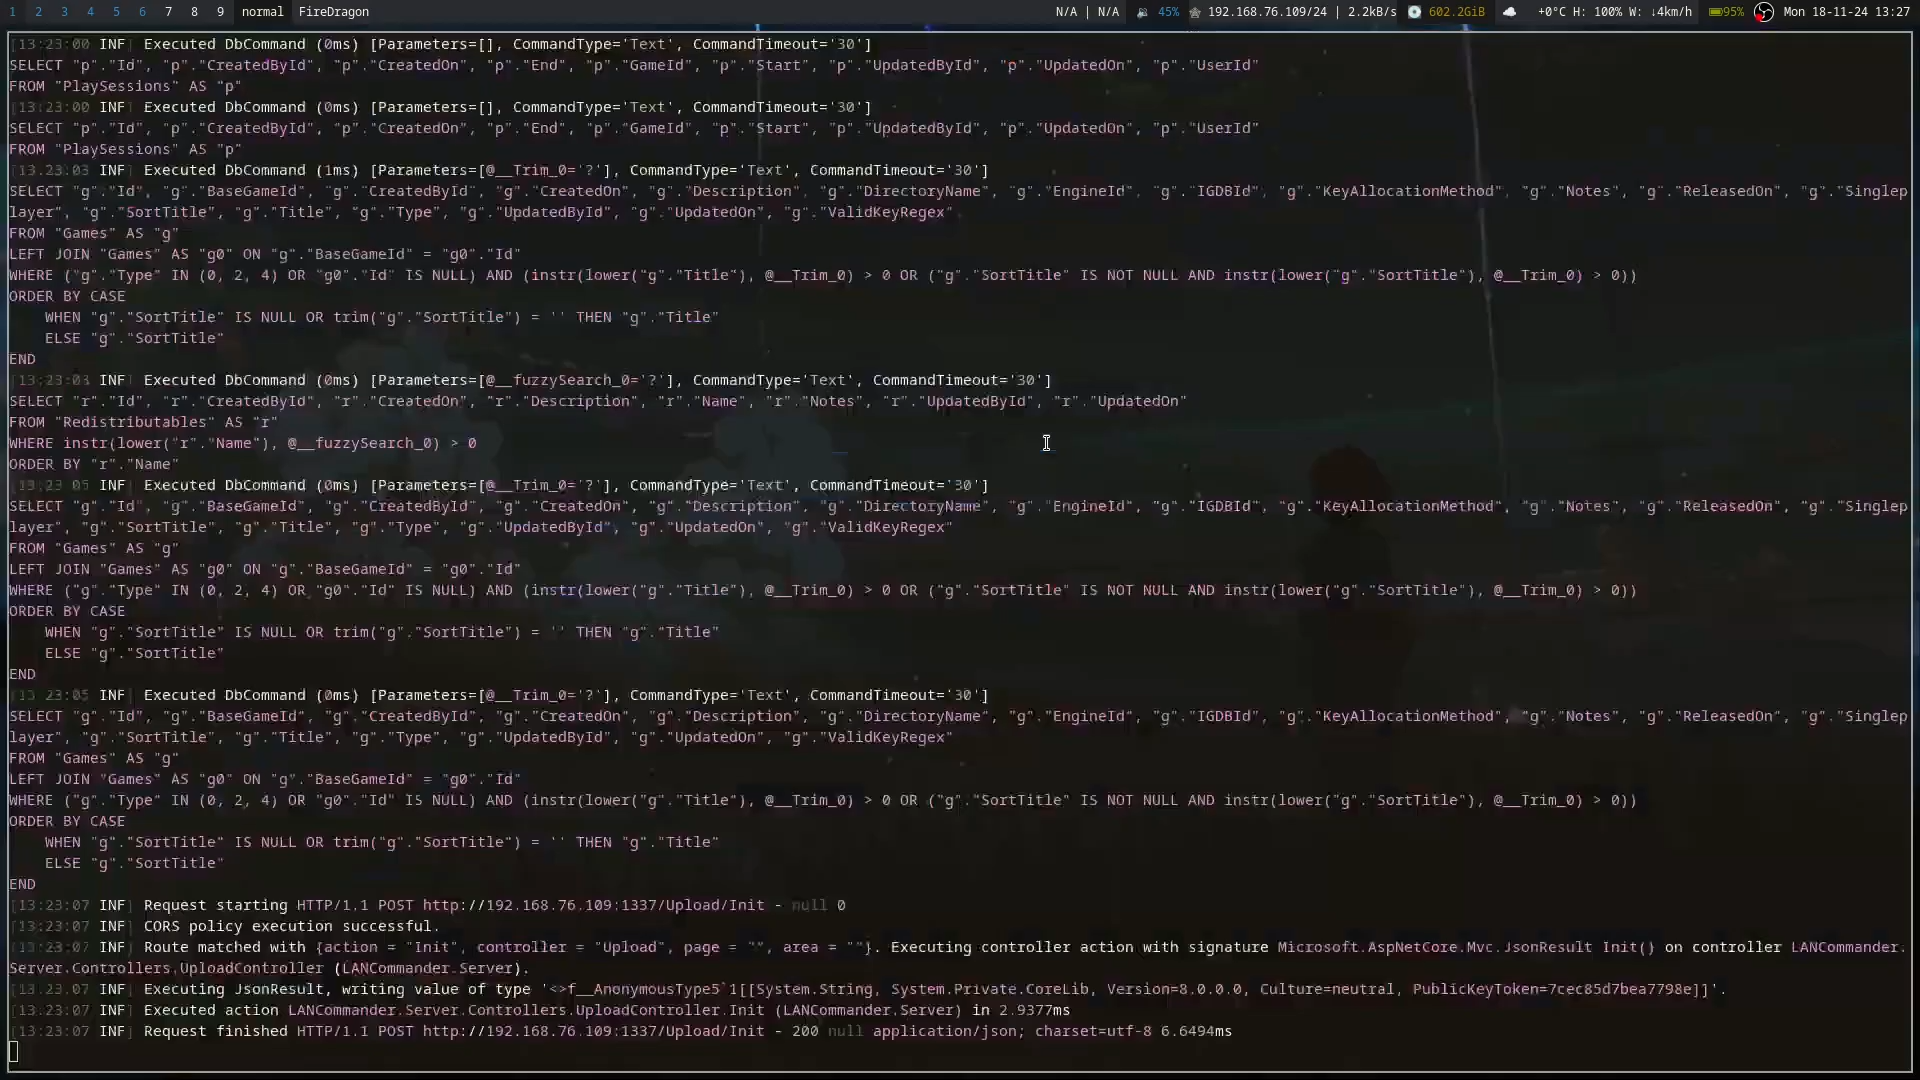 1 2 3 4 5 6 7 8 9 normal FireDragon N/A | N/A 45% 192.168.76.109/24 | 2.2kB/s 602.2GiB +0°C H: 100% W: ↓4km/h 95% Mon 18-11-24 13:27
[13:23:00 INF] Executed DbCommand (0ms) [Parameters=[], CommandType='Text', CommandTimeout='30']
SELECT "p"."Id", "p"."CreatedById", "p"."CreatedOn", "p"."End", "p"."GameId", "p"."Start", "p"."UpdatedById", "p"."UpdatedOn", "p"."UserId"
FROM "PlaySessions" AS "p"
[13:23:00 INF] Executed DbCommand (0ms) [Parameters=[], CommandType='Text', CommandTimeout='30']
SELECT "p"."Id", "p"."CreatedById", "p"."CreatedOn", "p"."End", "p"."GameId", "p"."Start", "p"."UpdatedById", "p"."UpdatedOn", "p"."UserId"
FROM "PlaySessions" AS "p"
[13:23:03 INF] Executed DbCommand (1ms) [Parameters=[@__Trim_0='?'], CommandType='Text', CommandTimeout='30']
SELECT "g"."Id", "g"."BaseGameId", "g"."CreatedById", "g"."CreatedOn", "g"."Description", "g"."DirectoryName", "g"."EngineId", "g"."IGDBId", "g"."KeyAllocationMethod", "g"."Notes", "g"."ReleasedOn", "g"."Singlep
layer", "g"."SortTitle", "g"."Title", "g"."Type", "g"."UpdatedById", "g"."UpdatedOn", "g"."ValidKeyRegex"
FROM "Games" AS "g"
LEFT JOIN "Games" AS "g0" ON "g"."BaseGameId" = "g0"."Id"
WHERE ("g"."Type" IN (0, 2, 4) OR "g0"."Id" IS NULL) AND (instr(lower("g"."Title"), @__Trim_0) > 0 OR ("g"."SortTitle" IS NOT NULL AND instr(lower("g"."SortTitle"), @__Trim_0) > 0))
ORDER BY CASE
    WHEN "g"."SortTitle" IS NULL OR trim("g"."SortTitle") = '' THEN "g"."Title"
    ELSE "g"."SortTitle"
END
[13:23:03 INF] Executed DbCommand (0ms) [Parameters=[@__fuzzySearch_0='?'], CommandType='Text', CommandTimeout='30']
SELECT "r"."Id", "r"."CreatedById", "r"."CreatedOn", "r"."Description", "r"."Name", "r"."Notes", "r"."UpdatedById", "r"."UpdatedOn"
FROM "Redistributables" AS "r"
WHERE instr(lower("r"."Name"), @__fuzzySearch_0) > 0
ORDER BY "r"."Name"
[13:23:05 INF] Executed DbCommand (0ms) [Parameters=[@__Trim_0='?'], CommandType='Text', CommandTimeout='30']
SELECT "g"."Id", "g"."BaseGameId", "g"."CreatedById", "g"."CreatedOn", "g"."Description", "g"."DirectoryName", "g"."EngineId", "g"."IGDBId", "g"."KeyAllocationMethod", "g"."Notes", "g"."ReleasedOn", "g"."Singlep
layer", "g"."SortTitle", "g"."Title", "g"."Type", "g"."UpdatedById", "g"."UpdatedOn", "g"."ValidKeyRegex"
FROM "Games" AS "g"
LEFT JOIN "Games" AS "g0" ON "g"."BaseGameId" = "g0"."Id"
WHERE ("g"."Type" IN (0, 2, 4) OR "g0"."Id" IS NULL) AND (instr(lower("g"."Title"), @__Trim_0) > 0 OR ("g"."SortTitle" IS NOT NULL AND instr(lower("g"."SortTitle"), @__Trim_0) > 0))
ORDER BY CASE
    WHEN "g"."SortTitle" IS NULL OR trim("g"."SortTitle") = '' THEN "g"."Title"
    ELSE "g"."SortTitle"
END
[13:23:05 INF] Executed DbCommand (0ms) [Parameters=[@__Trim_0='?'], CommandType='Text', CommandTimeout='30']
SELECT "g"."Id", "g"."BaseGameId", "g"."CreatedById", "g"."CreatedOn", "g"."Description", "g"."DirectoryName", "g"."EngineId", "g"."IGDBId", "g"."KeyAllocationMethod", "g"."Notes", "g"."ReleasedOn", "g"."Singlep
layer", "g"."SortTitle", "g"."Title", "g"."Type", "g"."UpdatedById", "g"."UpdatedOn", "g"."ValidKeyRegex"
FROM "Games" AS "g"
LEFT JOIN "Games" AS "g0" ON "g"."BaseGameId" = "g0"."Id"
WHERE ("g"."Type" IN (0, 2, 4) OR "g0"."Id" IS NULL) AND (instr(lower("g"."Title"), @__Trim_0) > 0 OR ("g"."SortTitle" IS NOT NULL AND instr(lower("g"."SortTitle"), @__Trim_0) > 0))
ORDER BY CASE
    WHEN "g"."SortTitle" IS NULL OR trim("g"."SortTitle") = '' THEN "g"."Title"
    ELSE "g"."SortTitle"
END
[13:23:07 INF] Request starting HTTP/1.1 POST http://192.168.76.109:1337/Upload/Init - null 0
[13:23:07 INF] CORS policy execution successful.
[13:23:07 INF] Route matched with {action = "Init", controller = "Upload", page = "", area = ""}. Executing controller action with signature Microsoft.AspNetCore.Mvc.JsonResult Init() on controller LANCommander.
Server.Controllers.UploadController (LANCommander.Server).
[13:23:07 INF] Executing JsonResult, writing value of type '<>f__AnonymousType5`1[[System.String, System.Private.CoreLib, Version=8.0.0.0, Culture=neutral, PublicKeyToken=7cec85d7bea7798e]]'.
[13:23:07 INF] Executed action LANCommander.Server.Controllers.UploadController.Init (LANCommander.Server) in 2.9377ms
[13:23:07 INF] Request finished HTTP/1.1 POST http://192.168.76.109:1337/Upload/Init - 200 null application/json; charset=utf-8 6.6494ms